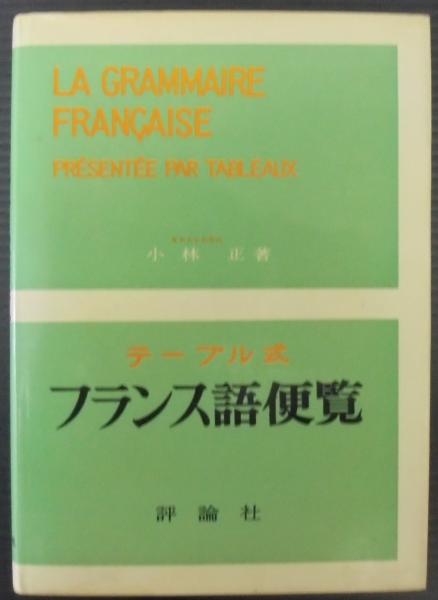 LA GRAMMAIRE
FRANÇAISE
PRÉSENTÉE PAR TABLEAUX
小林 正著
テーブル式
フランス語便覧
評論社